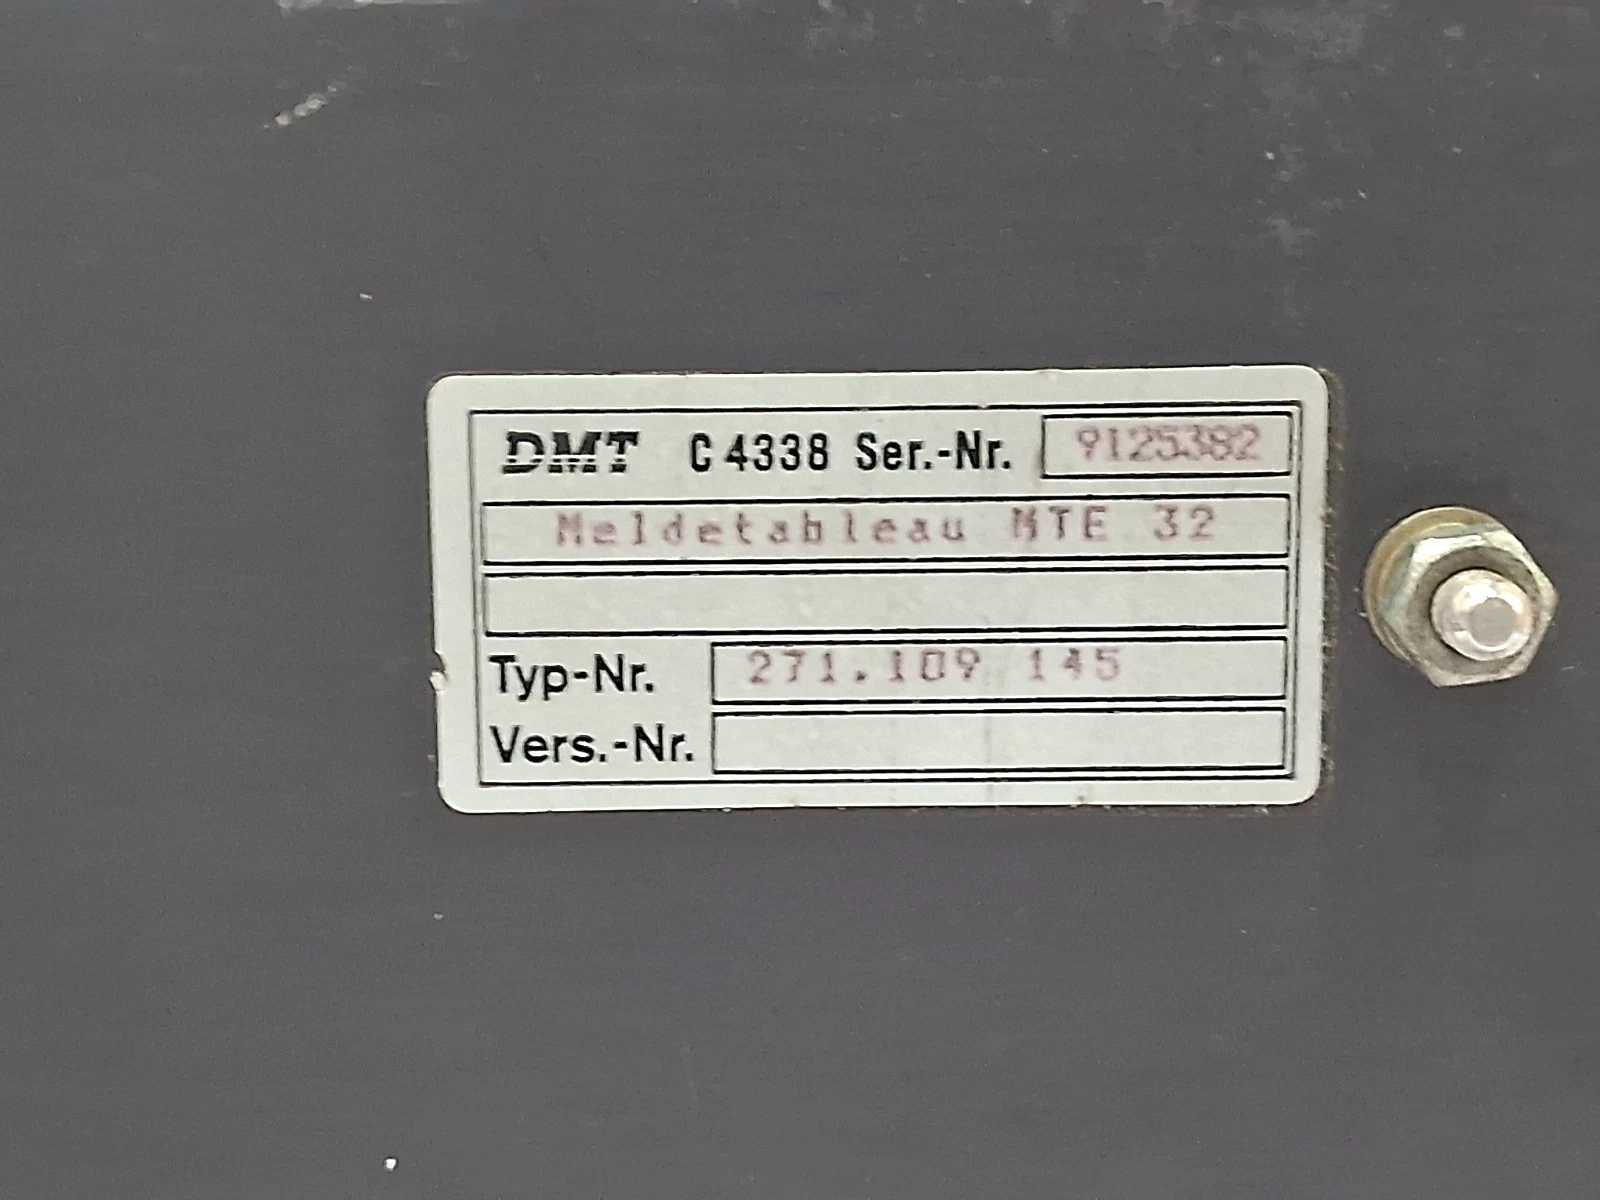 DMT C 4338 Ser.-Nr. 9125382
Meldetableau MTE 32
Typ-Nr. 271.109 145
Vers.-Nr.